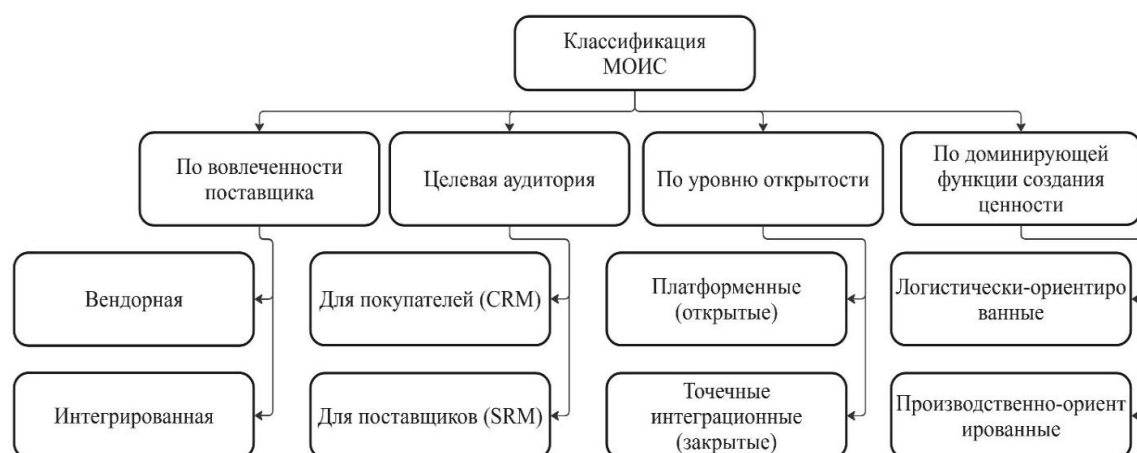 Классификация
МОИС
По вовлеченности
поставщика
Целевая аудитория
По уровню открытости
По доминирующей
функции создания
ценности
Вендорная
Для покупателей (CRM)
Платформенные
(открытые)
Логистически-ориентиро
ванные
Интегрированная
Для поставщиков (SRM)
Точечные
интеграционные
(закрытые)
Производственно-ориент
ированные